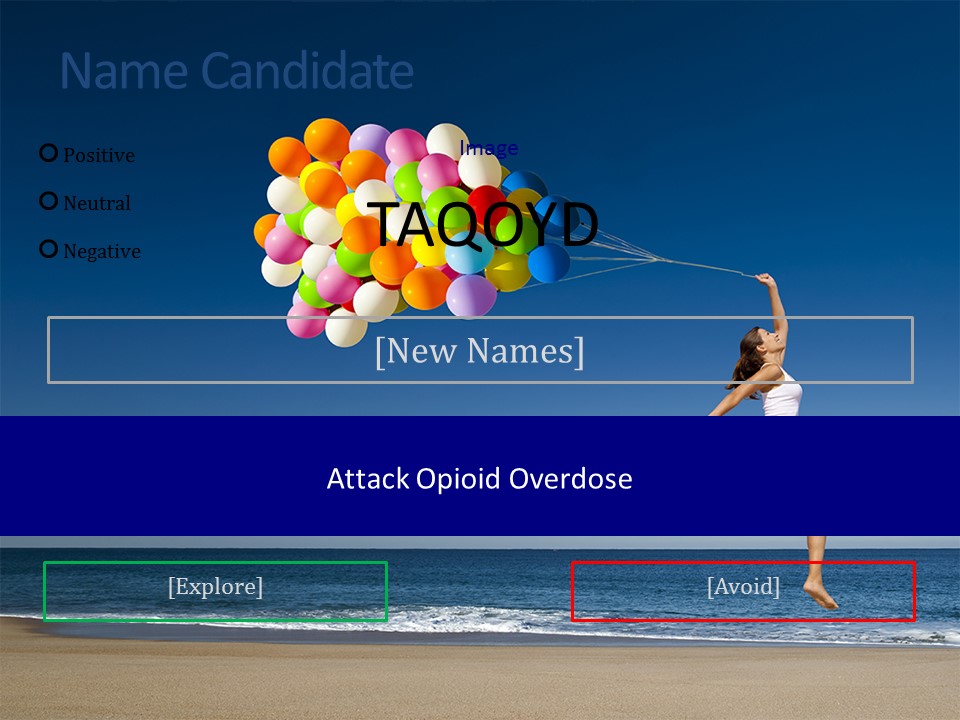 Name Candidate
Positive
Image
Neutral
TAQOYD
Negative
[New Names]
Attack Opioid Overdose
[Explore]
[Avoid]